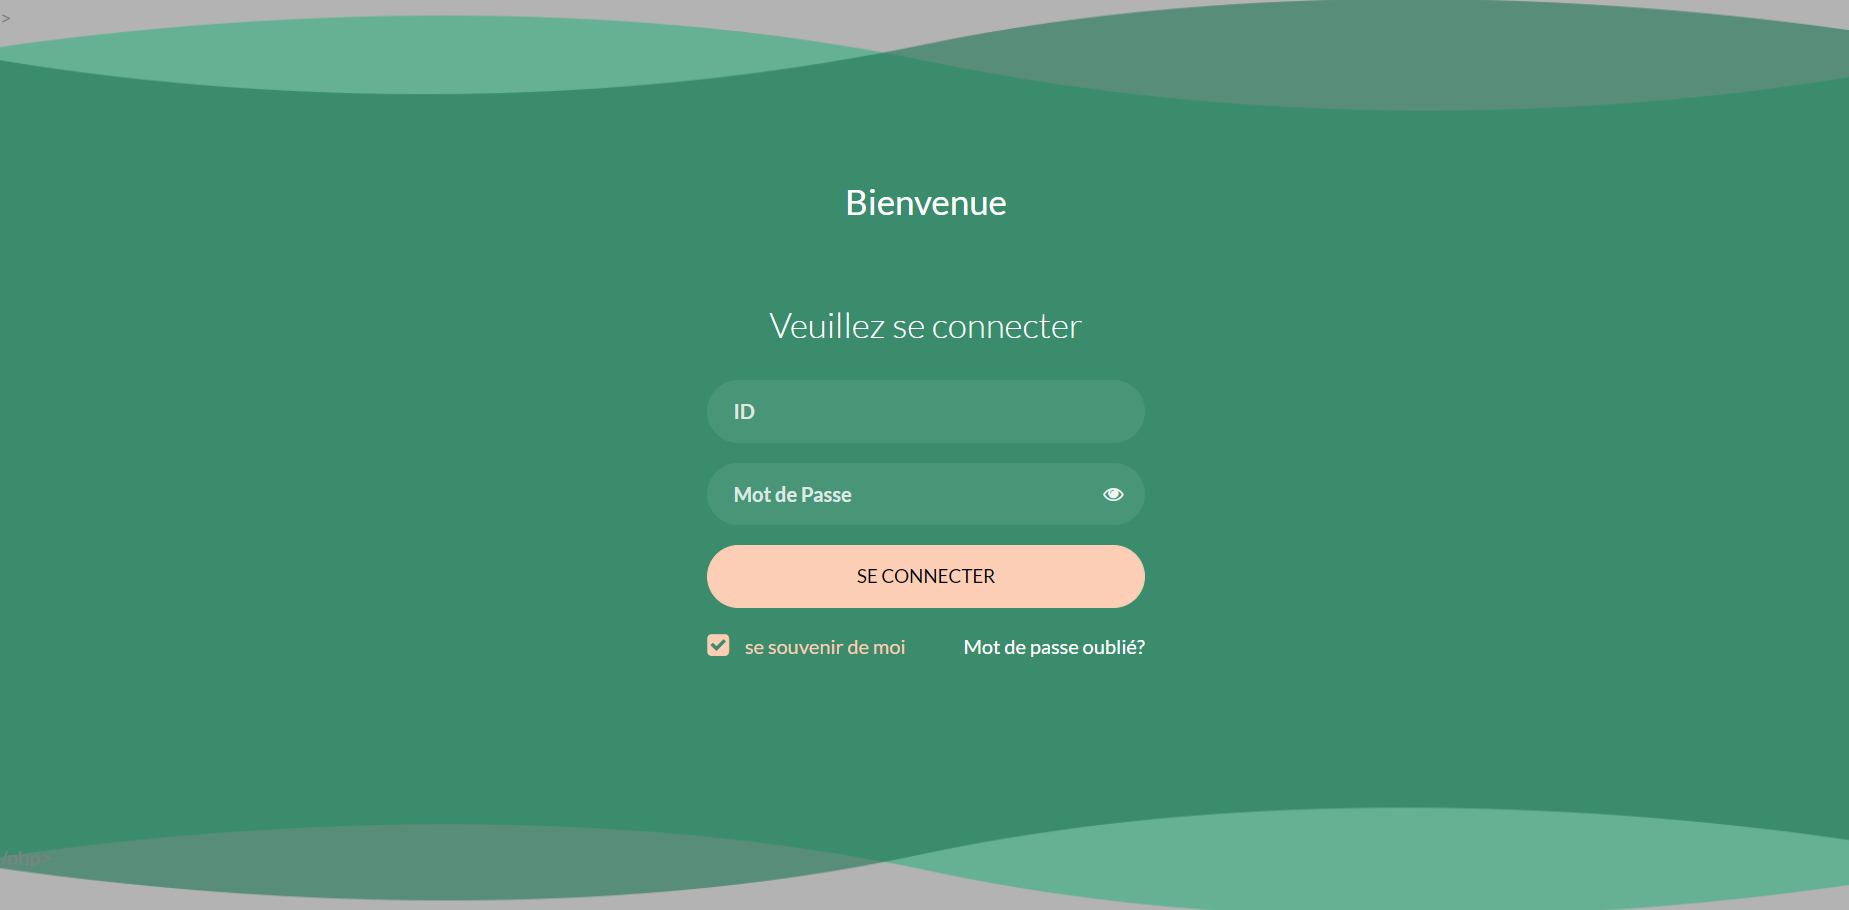 >
Bienvenue
Veuillez se connecter
ID
Mot de Passe
SE CONNECTER
se souvenir de moi
Mot de passe oublié?
/php>